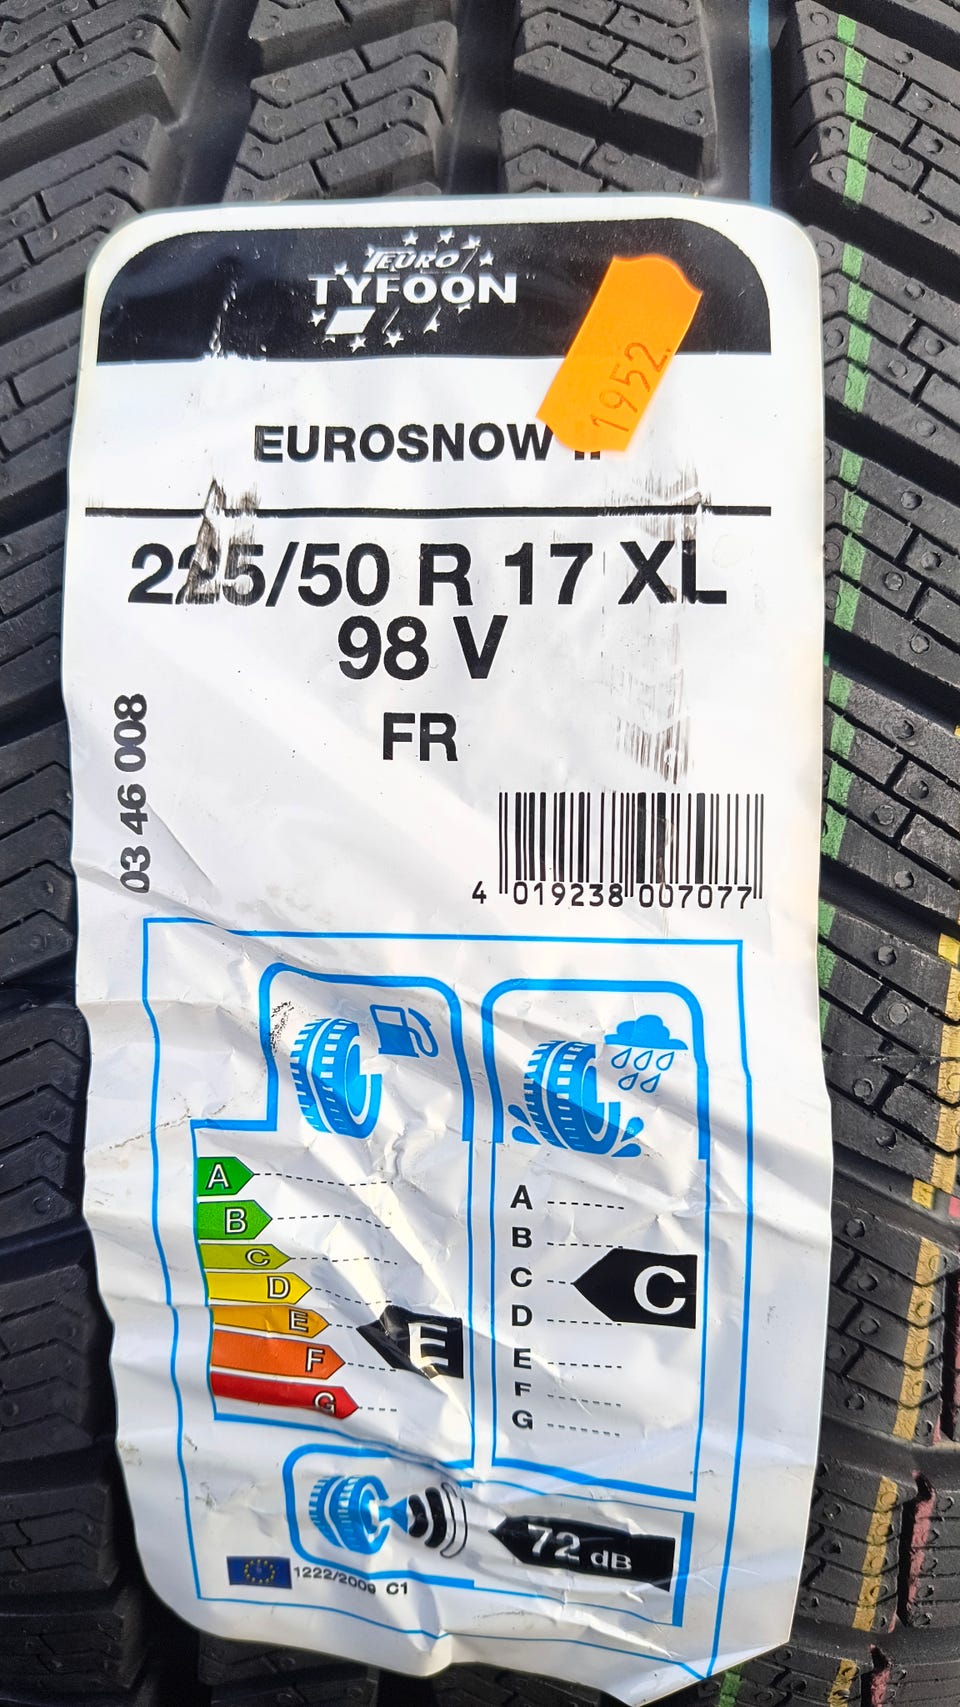 EURO
TYFOON
1952
EUROSNOW
225/50 R 17 XL
98 V
FR
03 46 008
4 019238 007077
A
B
C
D
E
F
G
E
A
B
C
D
E
F
G
C
72 dB
1222/2009 C1